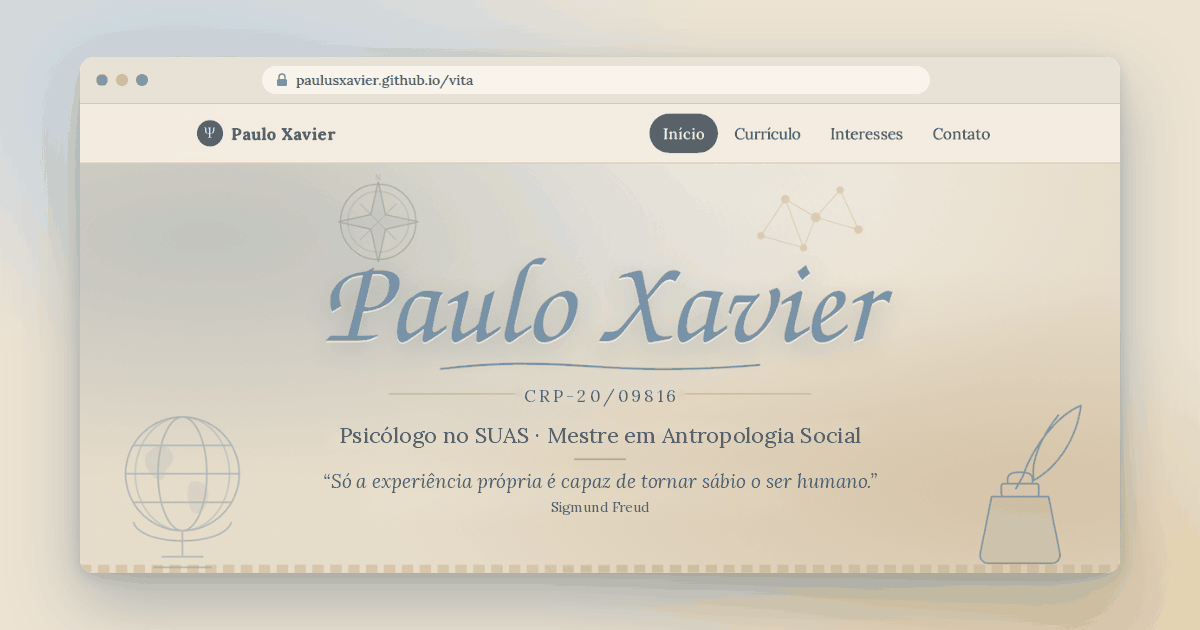 paulusxavier.github.io/vita
Ψ Paulo Xavier
Início Currículo Interesses Contato
N
Paulo Xavier
CRP-20/09816
Psicólogo no SUAS · Mestre em Antropologia Social
“Só a experiência própria é capaz de tornar sábio o ser humano.”
Sigmund Freud